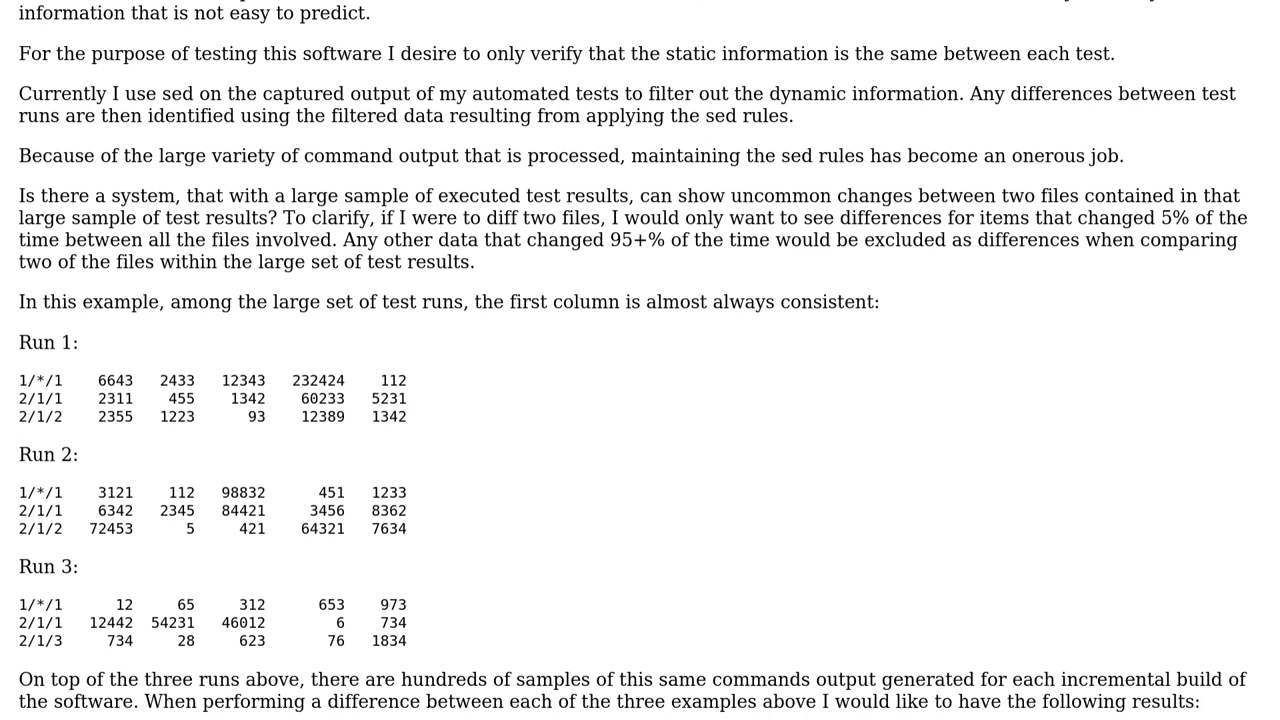 information that is not easy to predict.
For the purpose of testing this software I desire to only verify that the static information is the same between each test.
Currently I use sed on the captured output of my automated tests to filter out the dynamic information. Any differences between test
runs are then identified using the filtered data resulting from applying the sed rules.
Because of the large variety of command output that is processed, maintaining the sed rules has become an onerous job.
Is there a system, that with a large sample of executed test results, can show uncommon changes between two files contained in that
large sample of test results? To clarify, if I were to diff two files, I would only want to see differences for items that changed 5% of the
time between all the files involved. Any other data that changed 95+% of the time would be excluded as differences when comparing
two of the files within the large set of test results.
In this example, among the large set of test runs, the first column is almost always consistent:
Run 1:
1/*/1    6643   2433   12343   232424    112
2/1/1    2311    455    1342    60233   5231
2/1/2    2355   1223      93    12389   1342
Run 2:
1/*/1    3121    112   98832      451   1233
2/1/1    6342   2345   84421     3456   8362
2/1/2   72453      5     421    64321   7634
Run 3:
1/*/1      12     65     312      653    973
2/1/1   12442  54231   46012        6    734
2/1/3     734     28     623       76   1834
On top of the three runs above, there are hundreds of samples of this same commands output generated for each incremental build of
the software. When performing a difference between each of the three examples above I would like to have the following results: